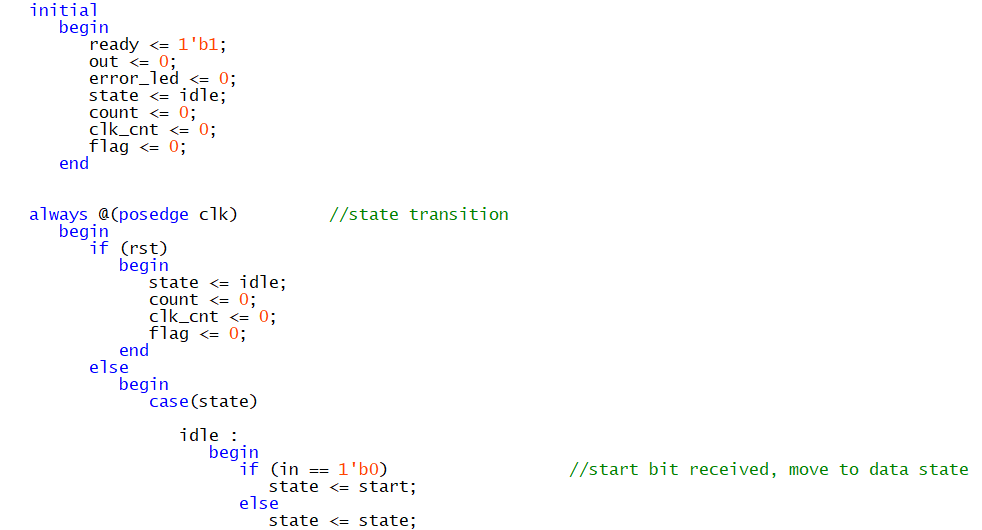 initial
begin
ready <= 1'b1;
out <= 0;
error_led <= 0;
state <= idle;
count <= 0;
clk_cnt <= 0;
flag <= 0;
end
always @(posedge clk) //state transition
begin
if (rst)
begin
state <= idle;
count <= 0;
clk_cnt <= 0;
flag <= 0;
end
else
begin
case(state)
idle :
begin
if (in == 1'b0) //start bit received, move to data state
state <= start;
else
state <= state;